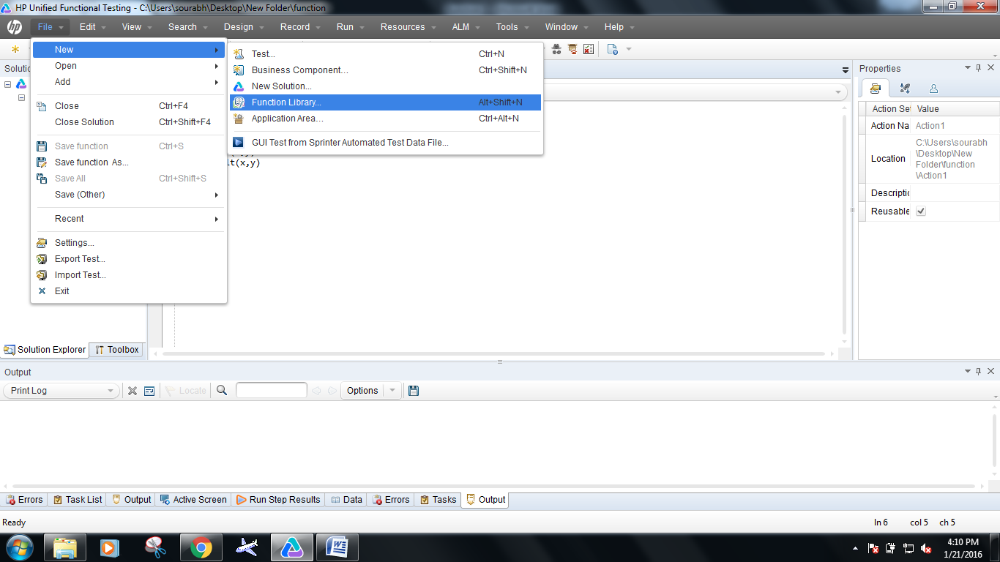 HP Unified Functional Testing - C:\Users\sourabh\Desktop\New Folder\function
hp File Edit View Search Design Record Run Resources ALM Tools Window Help
New
Open
Add
Close Ctrl+F4
Close Solution Ctrl+Shift+F4
Save function Ctrl+S
Save function As...
Save All Ctrl+Shift+S
Save (Other)
Recent
Settings...
Export Test...
Import Test...
Exit
Test... Ctrl+N
Business Component... Ctrl+Shift+N
New Solution...
Function Library... Alt+Shift+N
Application Area... Ctrl+Alt+N
GUI Test from Sprinter Automated Test Data File...
lt(x,y)
Properties
Action Se Value
Action Na Action1
Location C:\Users\sourabh
\Desktop\New
Folder\function
\Action1
Descriptic
Reusable
Solution Explorer Toolbox
Output
Print Log Locate Options
Errors Task List Output Active Screen Run Step Results Data Errors Tasks Output
Ready ln 6 col 5 ch 5
4:10 PM
1/21/2016